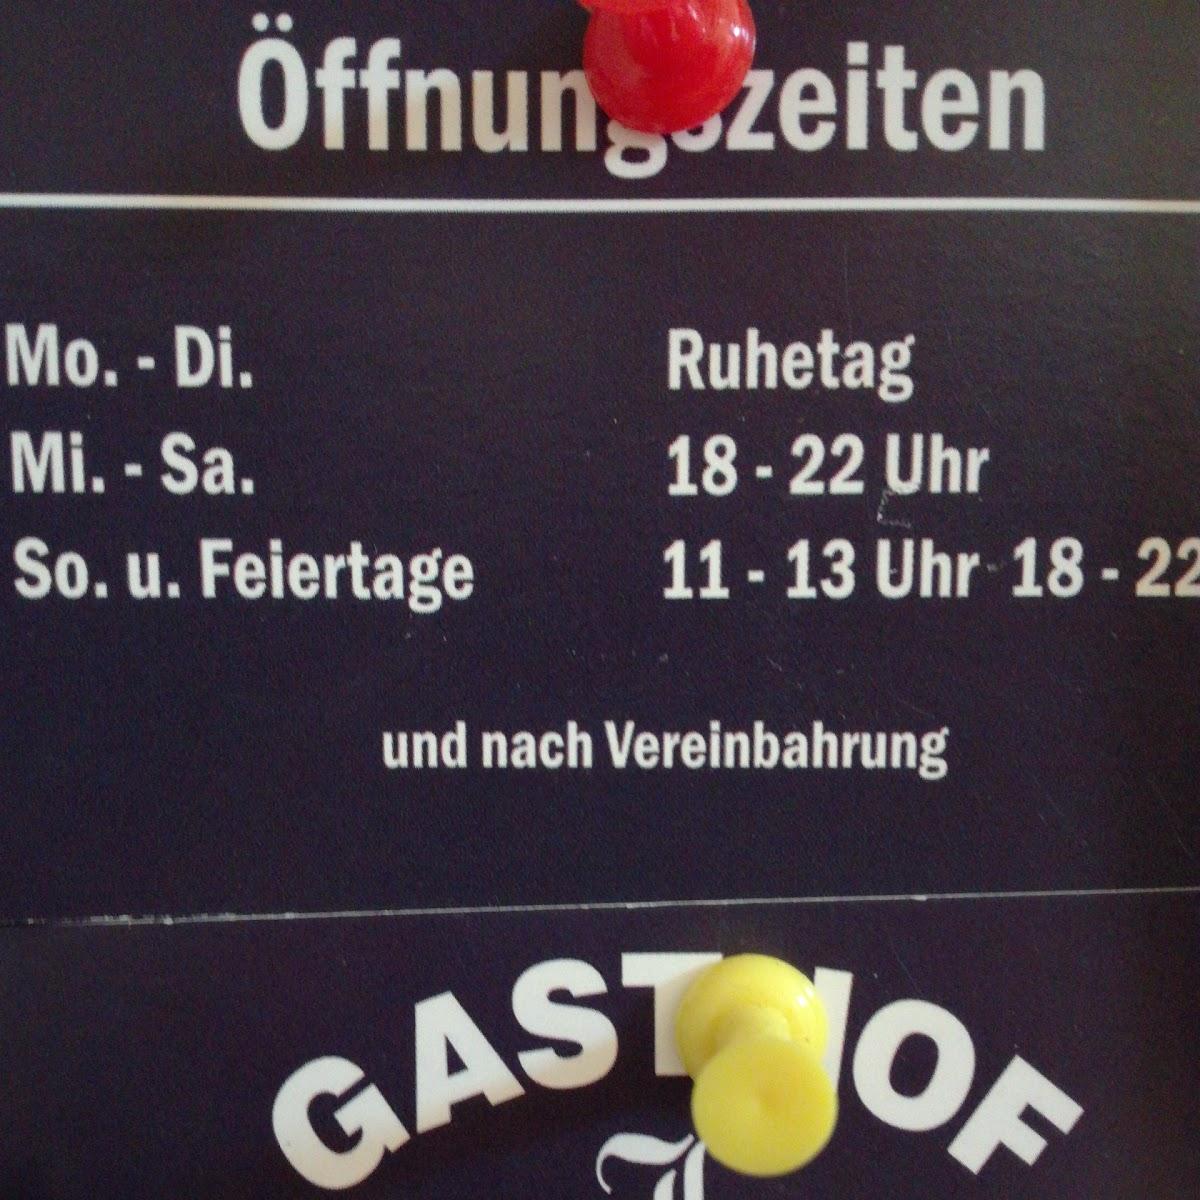 Öffnungszeiten
Mo. - Di. Ruhetag
Mi. - Sa. 18 - 22 Uhr
So. u. Feiertage 11 - 13 Uhr 18 - 22
und nach Vereinbahrung
GASTHOF